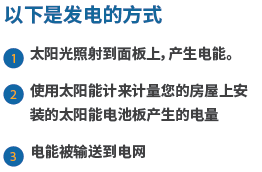 以下是发电的方式
1 太阳光照射到面板上，产生电能。
2 使用太阳能计来计量您的房屋上安
装的太阳能电池板产生的电量
3 电能被输送到电网